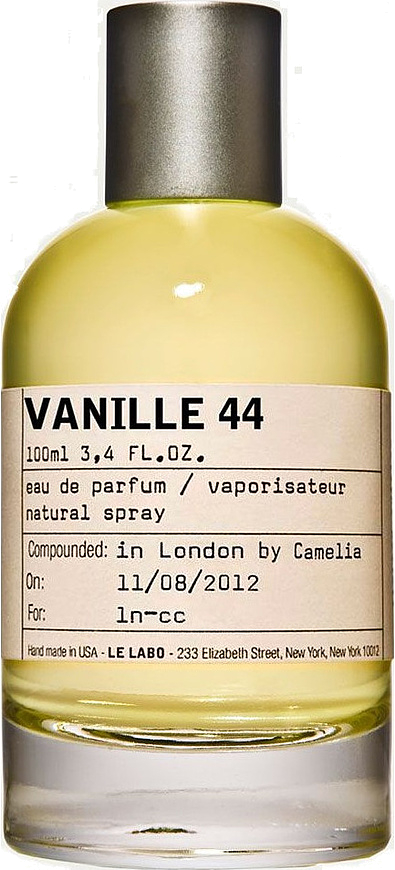 VANILLE 44
100ml 3,4 FL.OZ.
eau de parfum / vaporisateur
natural spray
Compounded: in London by Camelia
On: 11/08/2012
For: ln-cc
Hand made in USA - LE LABO - 233 Elizabeth Street, New York, New York 10012